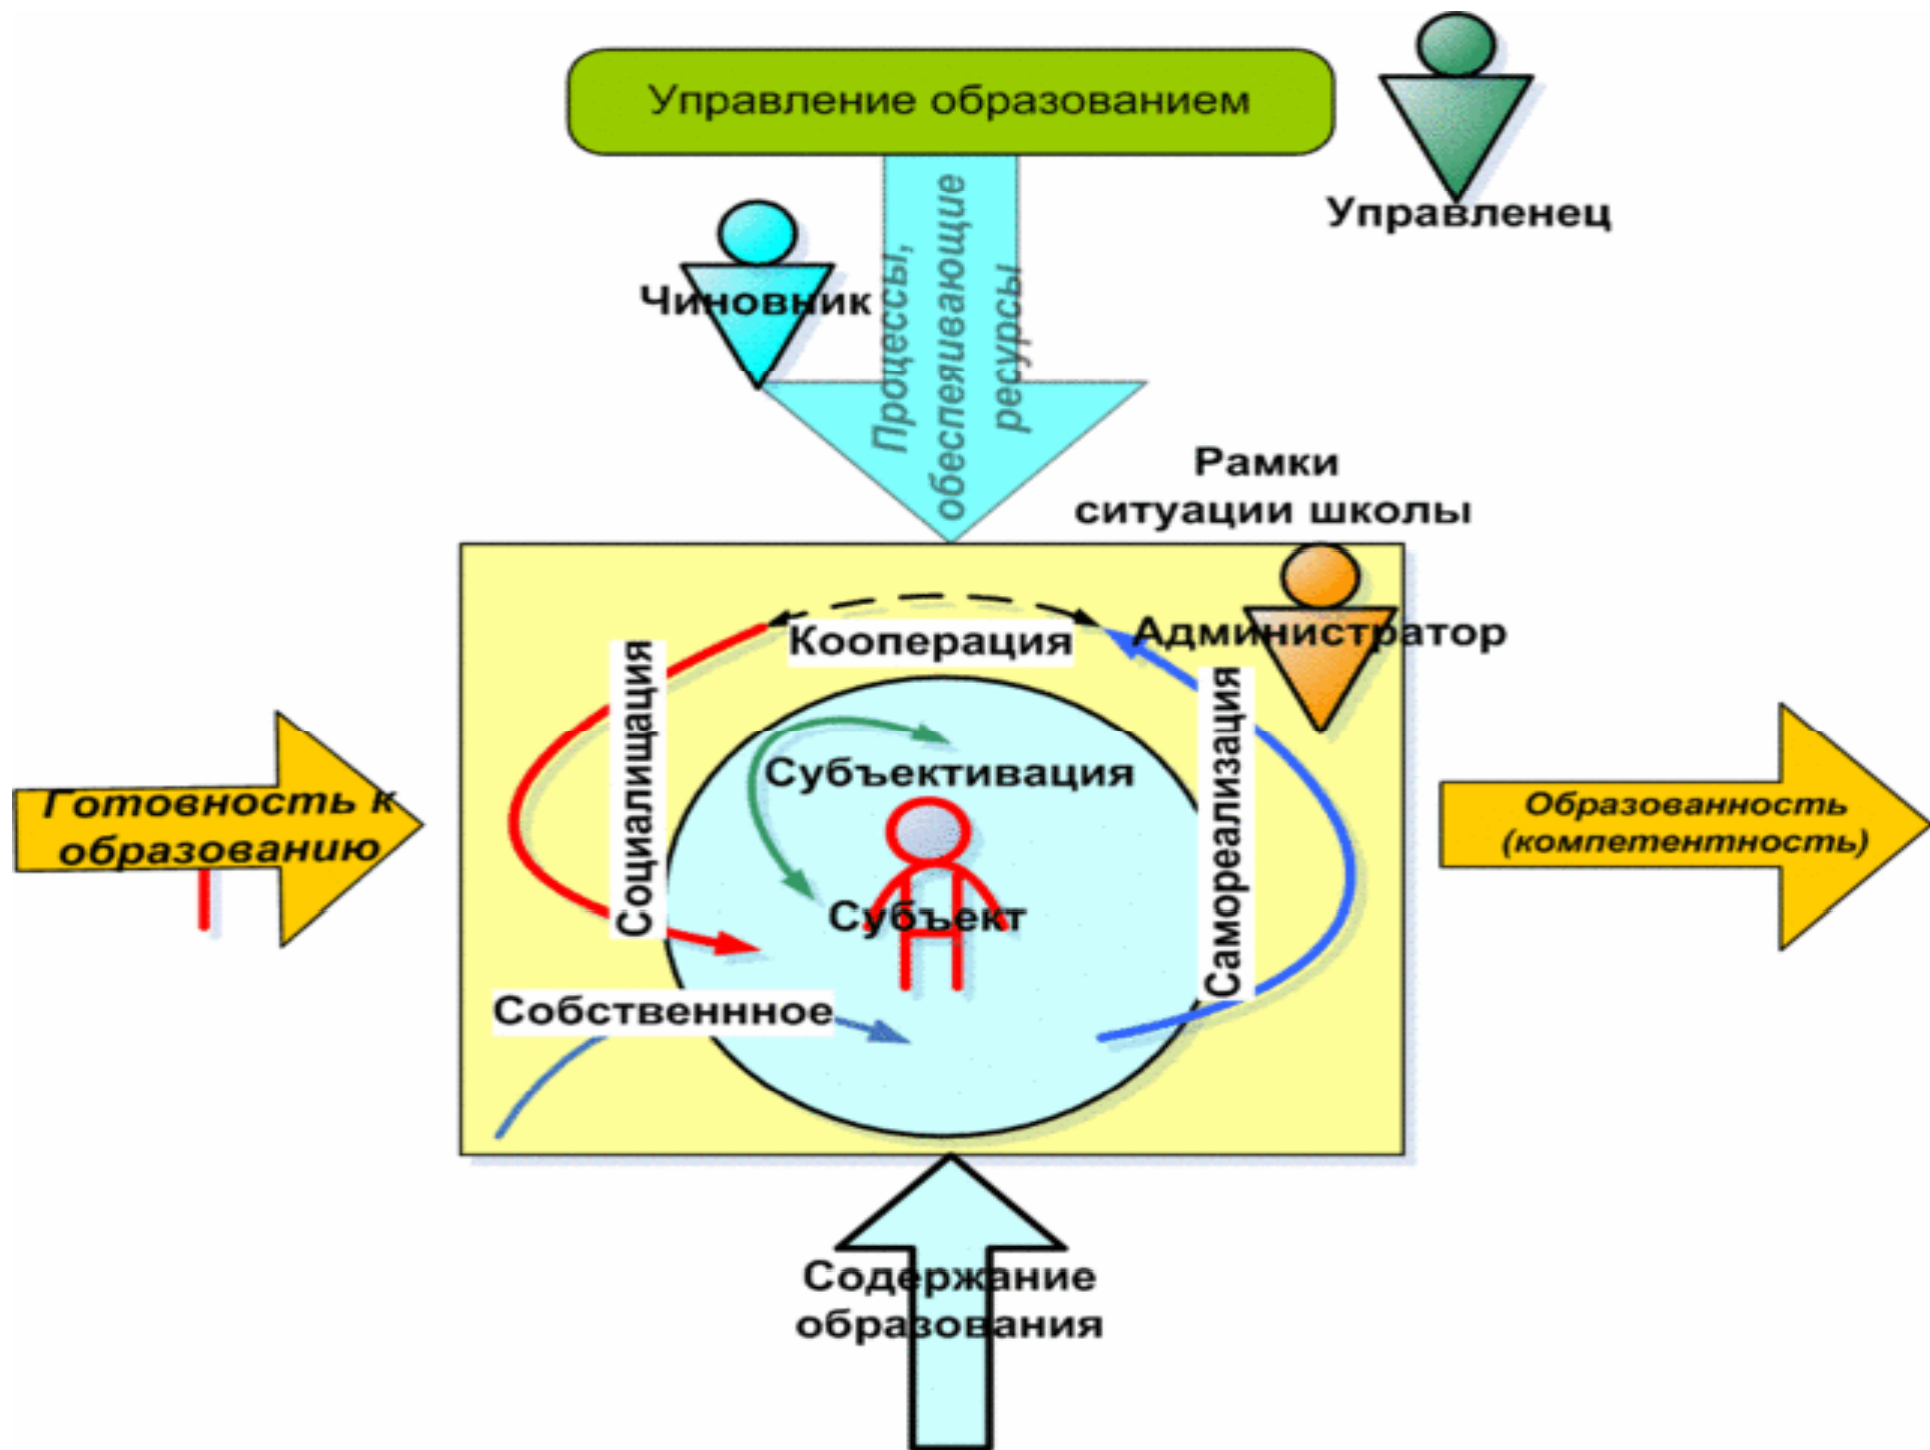 Управление образованием
Управленец
Чиновник
Процессы,
обеспеяивающие
ресурсы
Рамки
ситуации школы
Администратор
Кооперация
Социалищация
Самореализация
Субъективация
Субъект
Собственнное
Готовность к
образованию
Образованность
(компетентность)
Содержание
образования